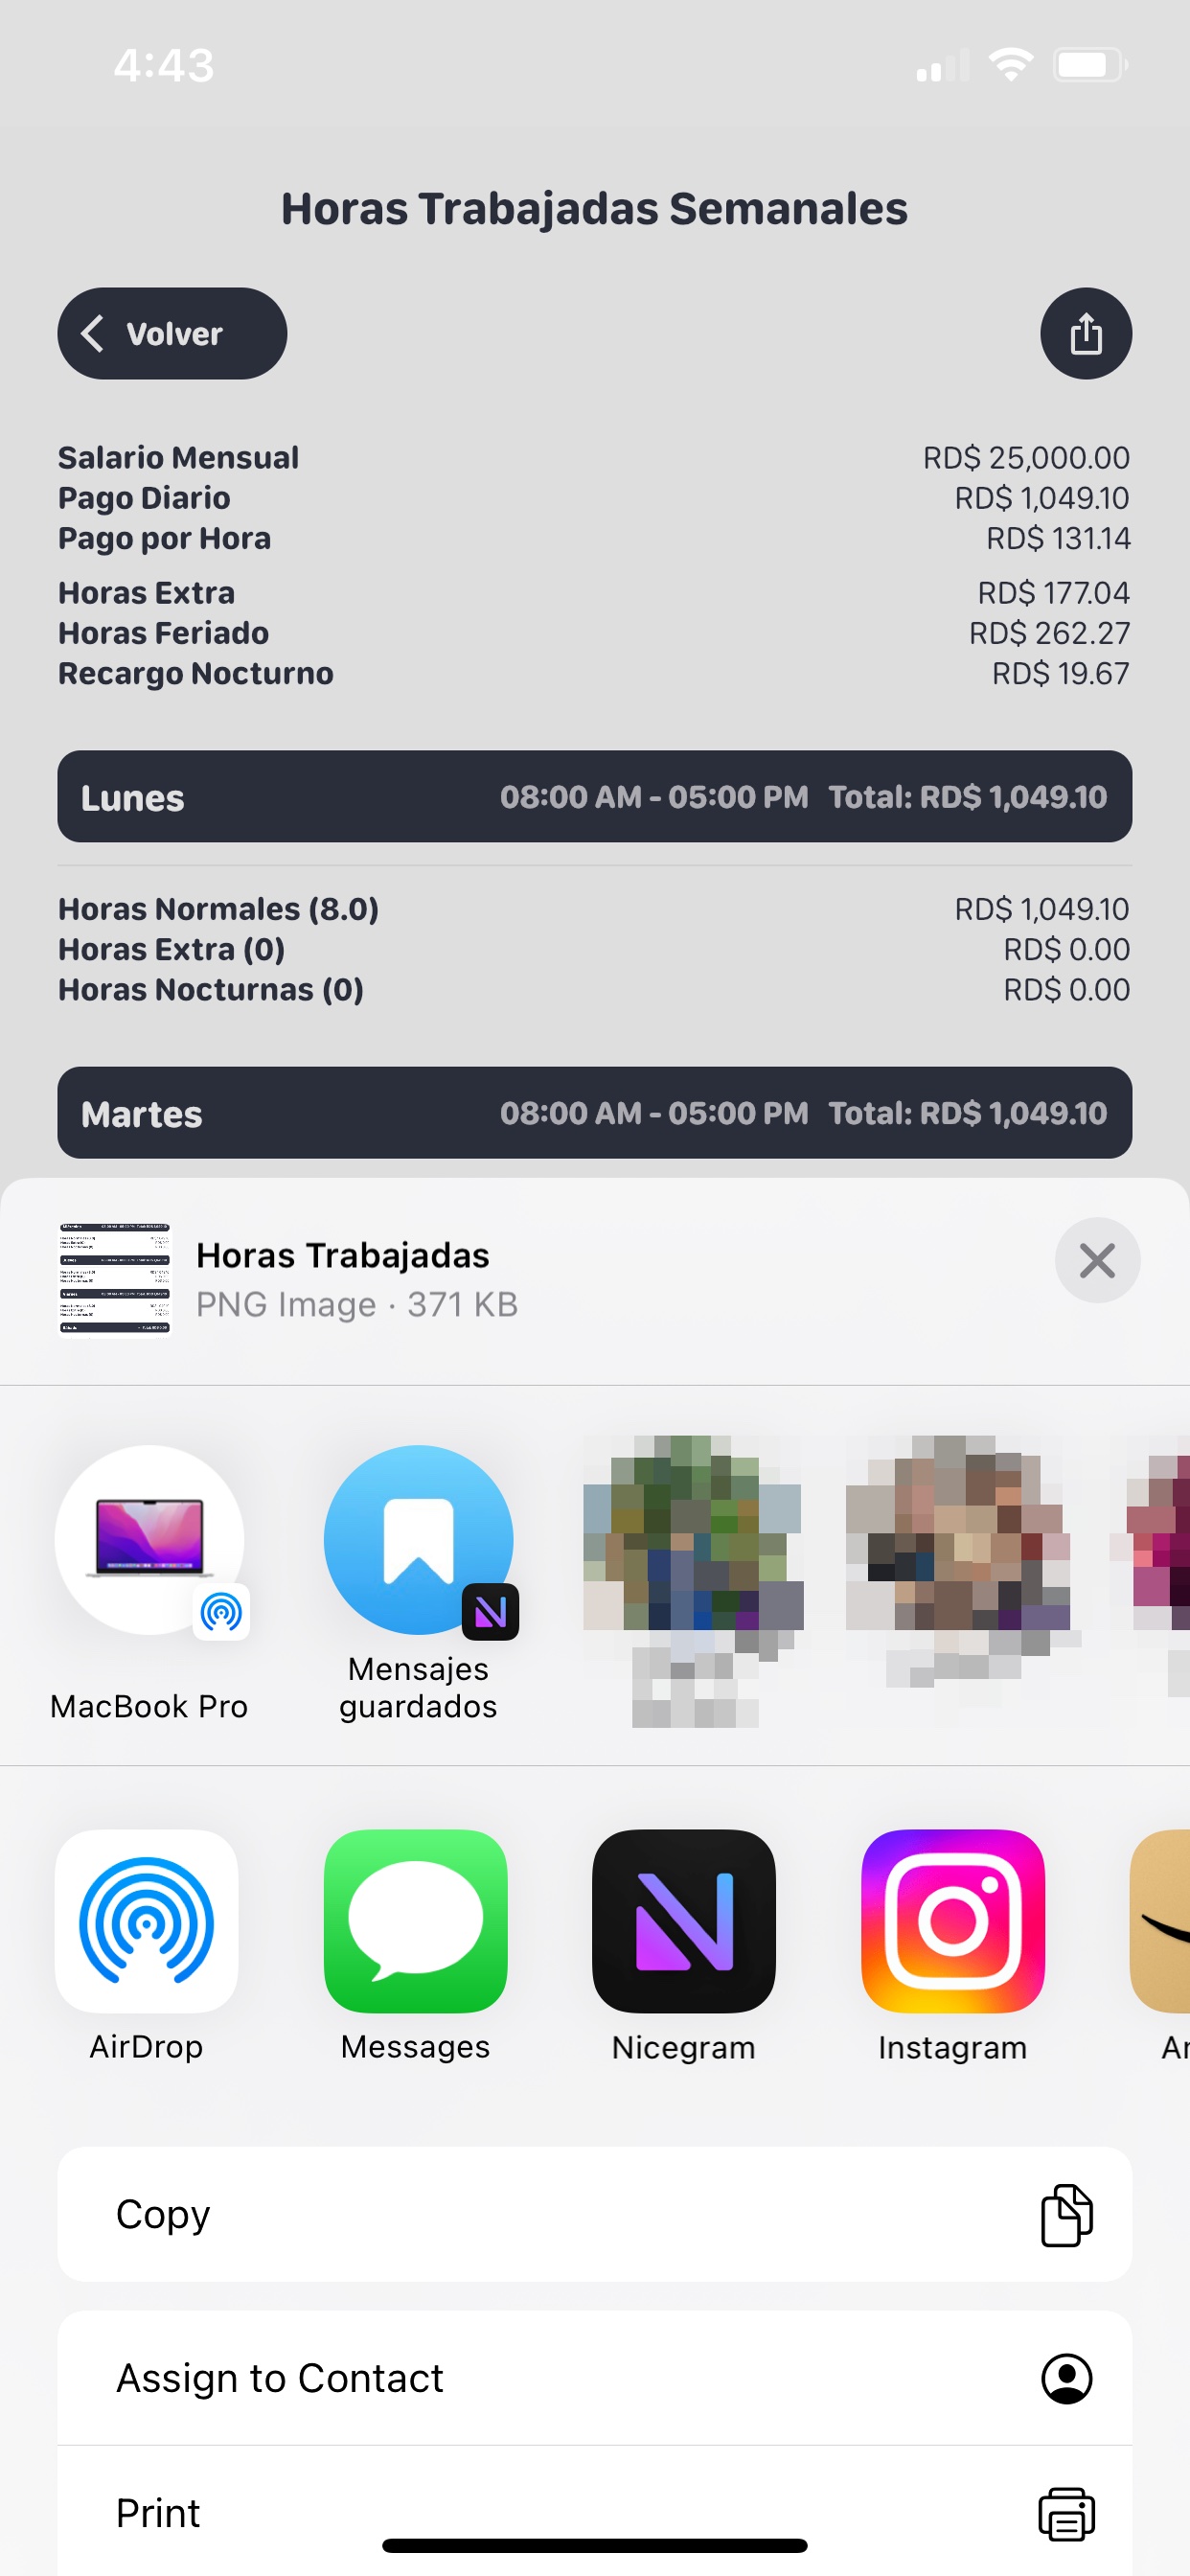 4:43
Horas Trabajadas Semanales
Volver
Salario Mensual RD$ 25,000.00
Pago Diario RD$ 1,049.10
Pago por Hora RD$ 131.14
Horas Extra RD$ 177.04
Horas Feriado RD$ 262.27
Recargo Nocturno RD$ 19.67
Lunes 08:00 AM - 05:00 PM Total: RD$ 1,049.10
Horas Normales (8.0) RD$ 1,049.10
Horas Extra (0) RD$ 0.00
Horas Nocturnas (0) RD$ 0.00
Martes 08:00 AM - 05:00 PM Total: RD$ 1,049.10
Horas Trabajadas
PNG Image · 371 KB
MacBook Pro
Mensajes
guardados
AirDrop
Messages
Nicegram
Instagram
Copy
Assign to Contact
Print